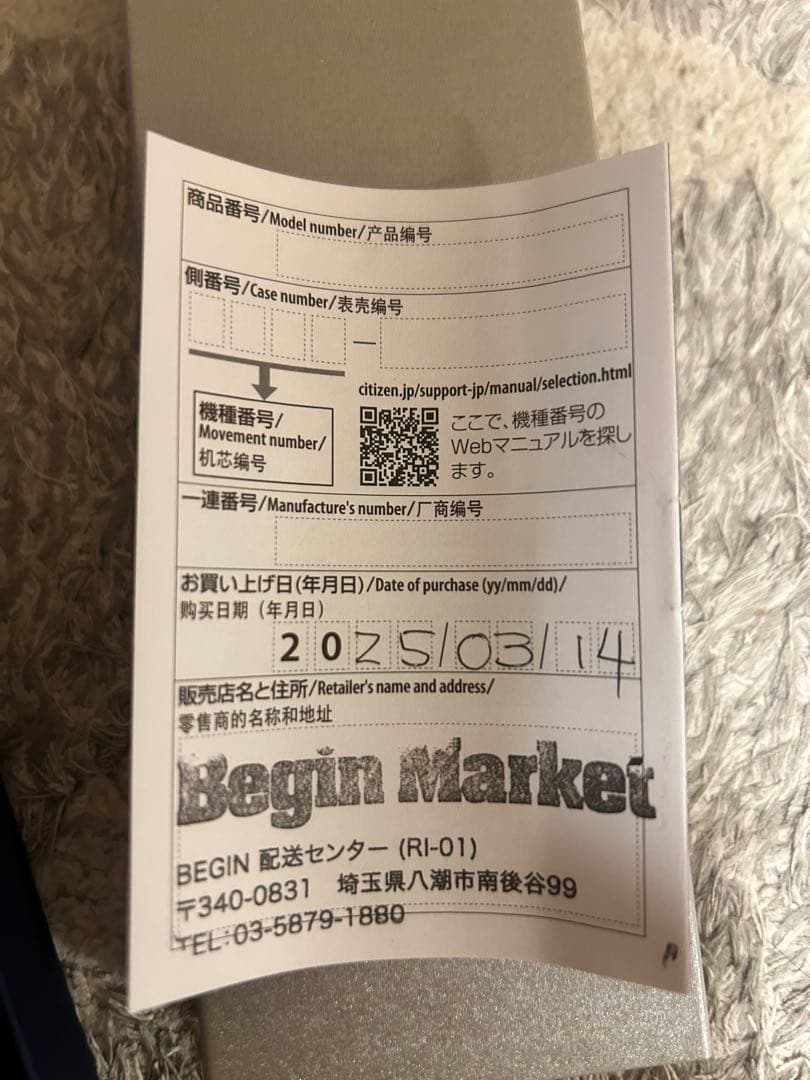 商品番号/Model number/产品编号
側番号/Case number/表壳编号
—
citizen.jp/support-jp/manual/selection.html
機種番号/
Movement number/
机芯编号
ここで、機種番号の
Webマニュアルを探し
ます。
一連番号/Manufacture's number/厂商编号
お買い上げ日(年月日)/Date of purchase (yy/mm/dd)/
购买日期（年月日）
2025/03/14
販売店名と住所/Retailer's name and address/
零售商的名称和地址
Begin Market
BEGIN 配送センター (RI-01)
〒340-0831 埼玉県八潮市南後谷99
TEL:03-5879-1880